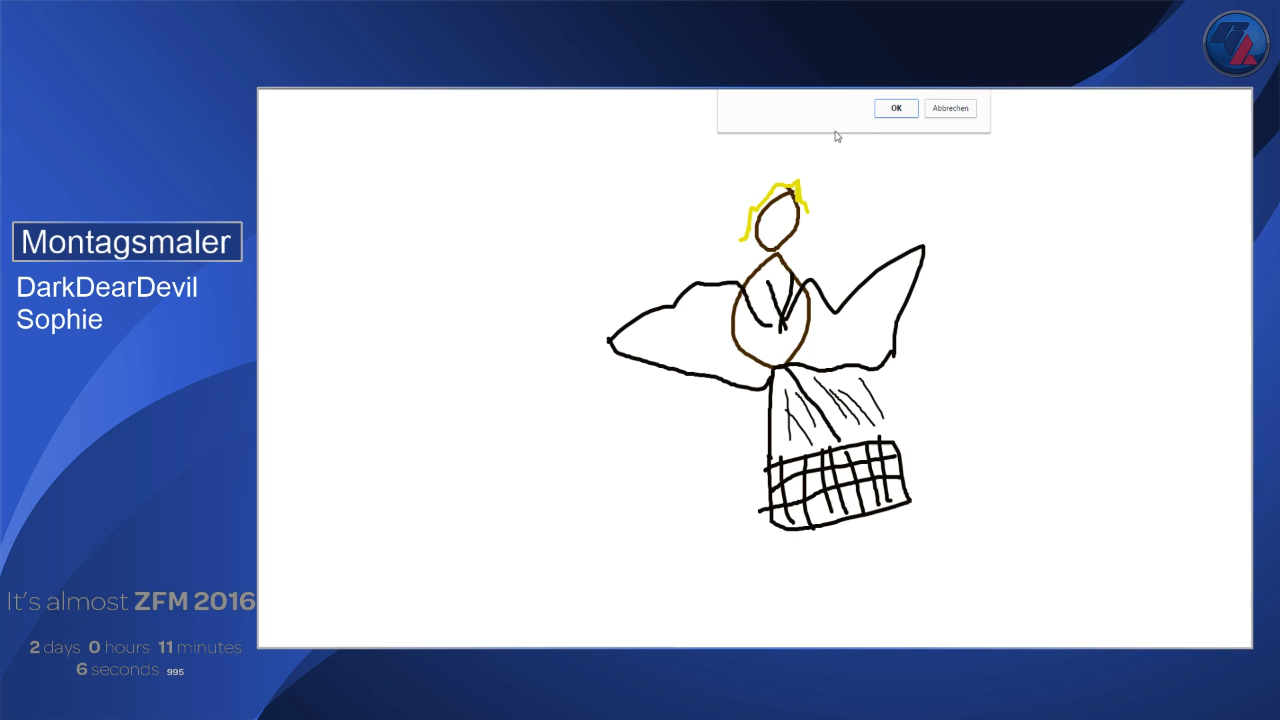 OK
Abbrechen
Montagsmaler
DarkDearDevil
Sophie
It's almost ZFM 2016
2 days 0 hours 11 minutes
6 seconds 995